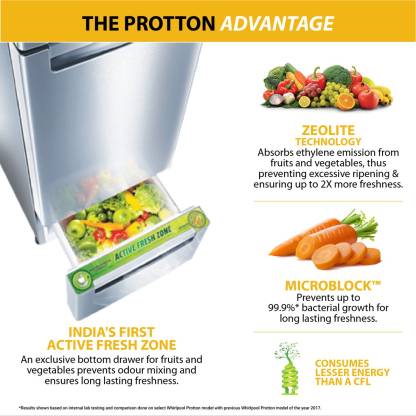 THE PROTTON ADVANTAGE
ACTIVE FRESH ZONE
INDIA'S FIRST
ACTIVE FRESH ZONE
An exclusive bottom drawer for fruits and
vegetables prevents odour mixing and
ensures long lasting freshness.
ZEOLITE
TECHNOLOGY
Absorbs ethylene emission from
fruits and vegetables, thus
preventing excessive ripening &
ensuring up to 2X more freshness.
MICROBLOCK™
Prevents up to
99.9%* bacterial growth for
long lasting freshness.
CONSUMES
LESSER ENERGY
THAN A CFL
*Results shown based on internal lab testing and comparison done on select Whirlpool Protton model with previous Whirlpool Protton model of the year 2017.